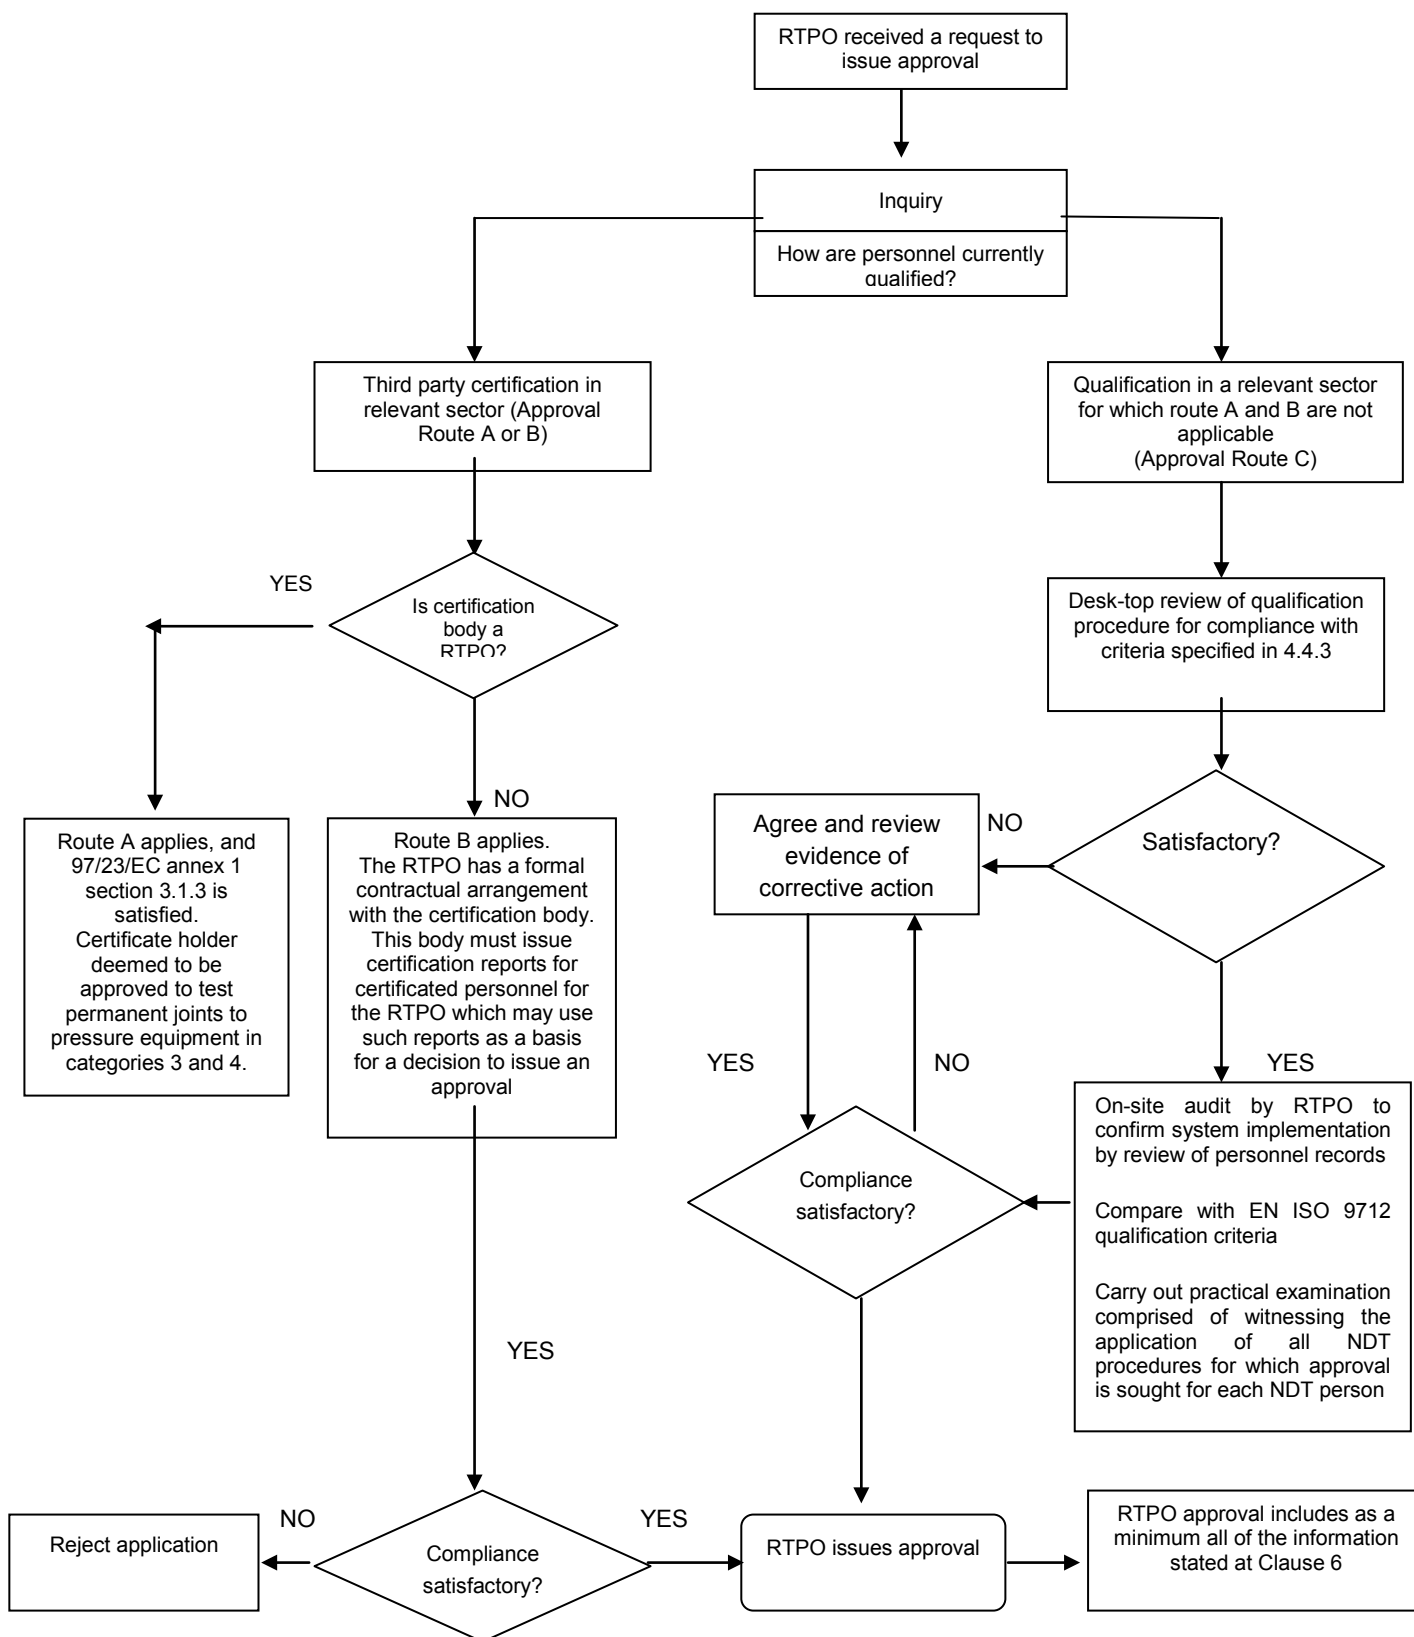 RTPO received a request to
issue approval
Inquiry
How are personnel currently
qualified?
Third party certification in
relevant sector (Approval
Route A or B)
Qualification in a relevant sector
for which route A and B are not
applicable
(Approval Route C)
YES
Is certification
body a
RTPO?
Desk-top review of qualification
procedure for compliance with
criteria specified in 4.4.3
NO
Route A applies, and
97/23/EC annex 1
section 3.1.3 is
satisfied.
Certificate holder
deemed to be
approved to test
permanent joints to
pressure equipment in
categories 3 and 4.
Route B applies.
The RTPO has a formal
contractual arrangement
with the certification body.
This body must issue
certification reports for
certificated personnel for
the RTPO which may use
such reports as a basis
for a decision to issue an
approval
Agree and review
evidence of
corrective action
NO
Satisfactory?
YES
NO
YES
On-site audit by RTPO to
confirm system implementation
by review of personnel records
Compare with EN ISO 9712
qualification criteria
Carry out practical examination
comprised of witnessing the
application of all NDT
procedures for which approval
is sought for each NDT person
Compliance
satisfactory?
YES
NO
Reject application
Compliance
satisfactory?
YES
RTPO issues approval
RTPO approval includes as a
minimum all of the information
stated at Clause 6